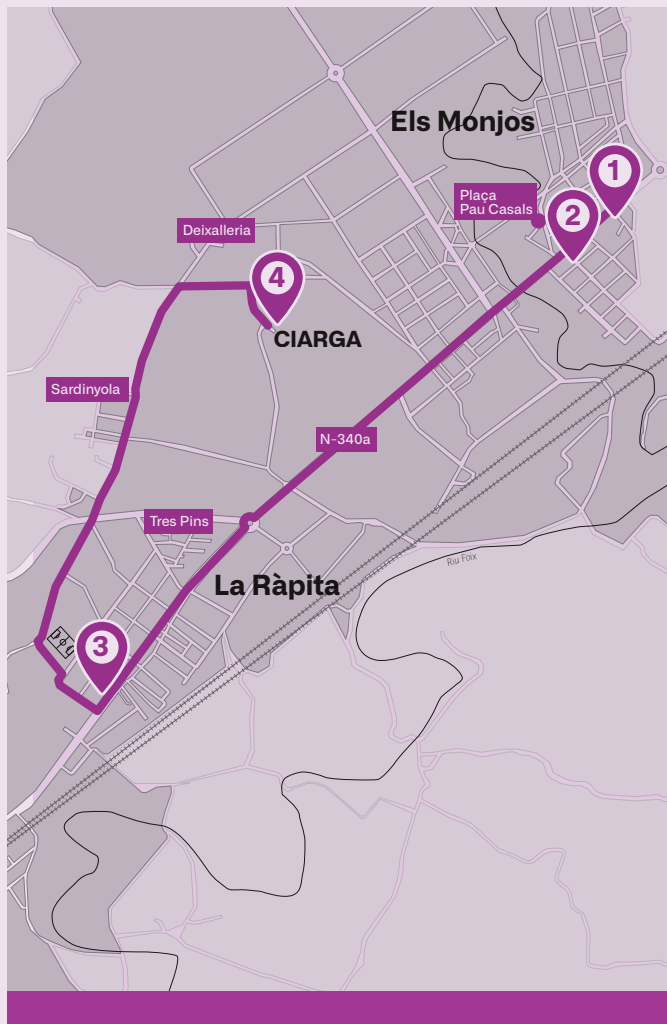 Els Monjos
1
Plaça
Pau Casals
2
Deixalleria
4
CIARGA
Sardinyola
N-340a
Tres Pins
Riu Foix
La Ràpita
3